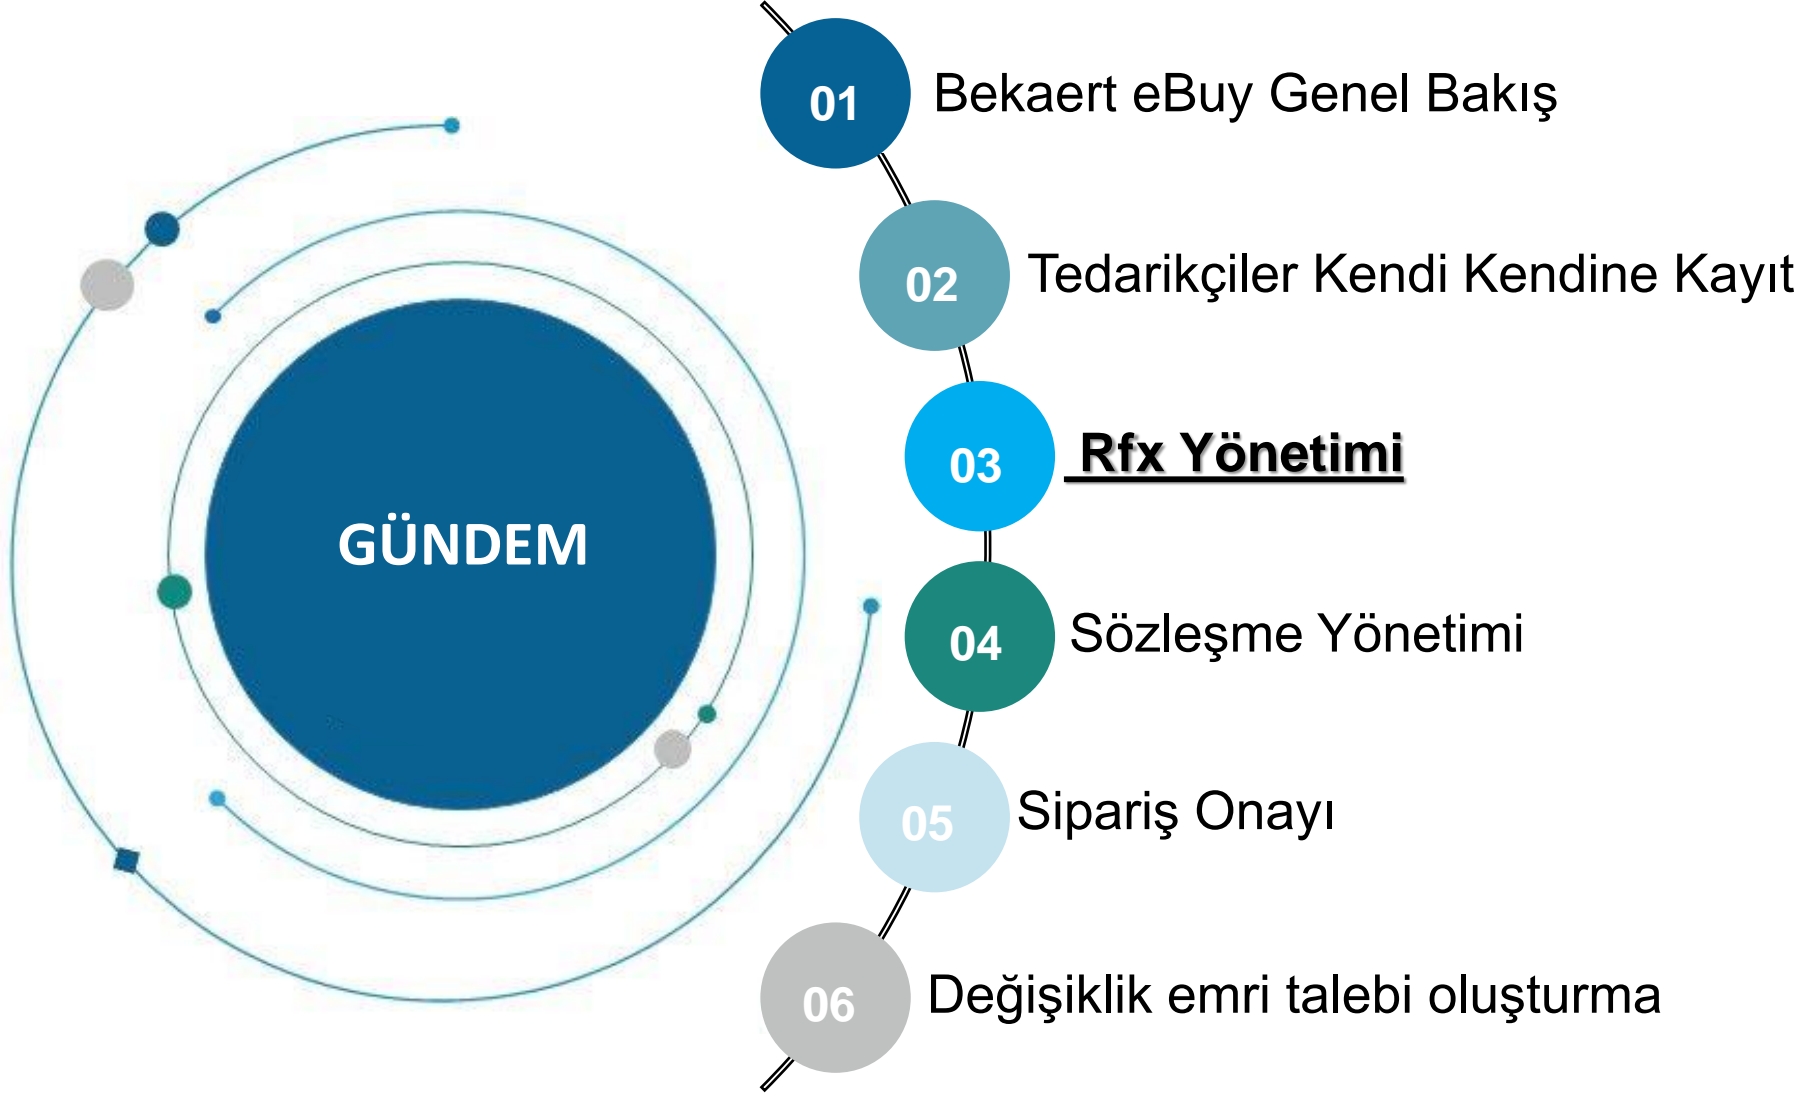 01 Bekaert eBuy Genel Bakış
02 Tedarikçiler Kendi Kendine Kayıt
03 Rfx Yönetimi
GÜNDEM
04 Sözleşme Yönetimi
05 Sipariş Onayı
06 Değişiklik emri talebi oluşturma